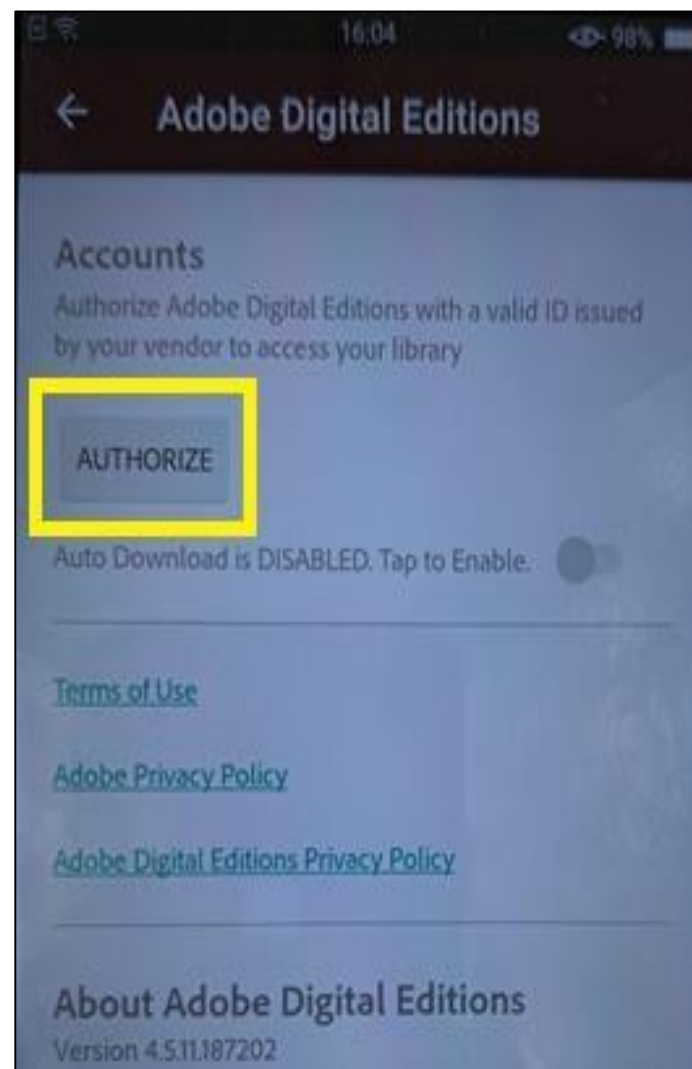 16:04 98%
Adobe Digital Editions
Accounts
Authorize Adobe Digital Editions with a valid ID issued
by your vendor to access your library
AUTHORIZE
Auto Download is DISABLED. Tap to Enable.
Terms of Use
Adobe Privacy Policy
Adobe Digital Editions Privacy Policy
About Adobe Digital Editions
Version 4.5.11.187202